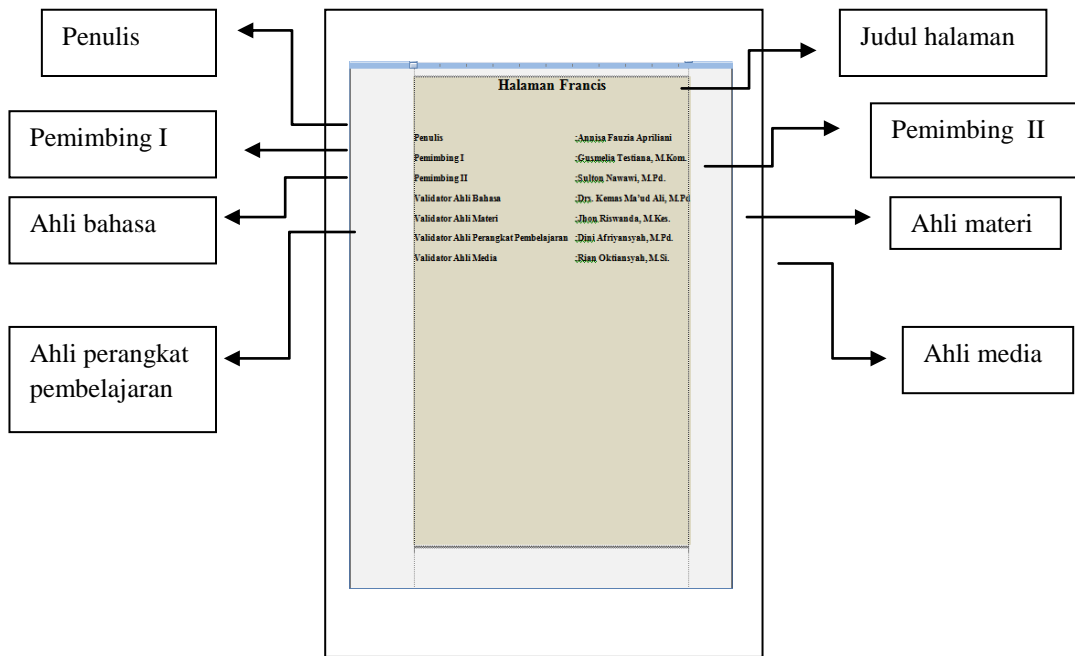 Penulis
Judul halaman
Halaman Francis
Pemimbing I
Pemimbing II
Penulis :Annisa Fauzia Apriliani
Pemimbing I :Gusmelia Testiana, M.Kom.
Pemimbing II :Sulton Nawawi, M.Pd.
Validator Ahli Bahasa :Drs. Kemas Ma'ud Ali, M.Pd
Validator Ahli Materi :Jhon Riswanda, M.Kes.
Validator Ahli Perangkat Pembelajaran :Dini Afriyansyah, M.Pd.
Validator Ahli Media :Rian Oktiansyah, M.Si.
Ahli bahasa
Ahli materi
Ahli perangkat
pembelajaran
Ahli media